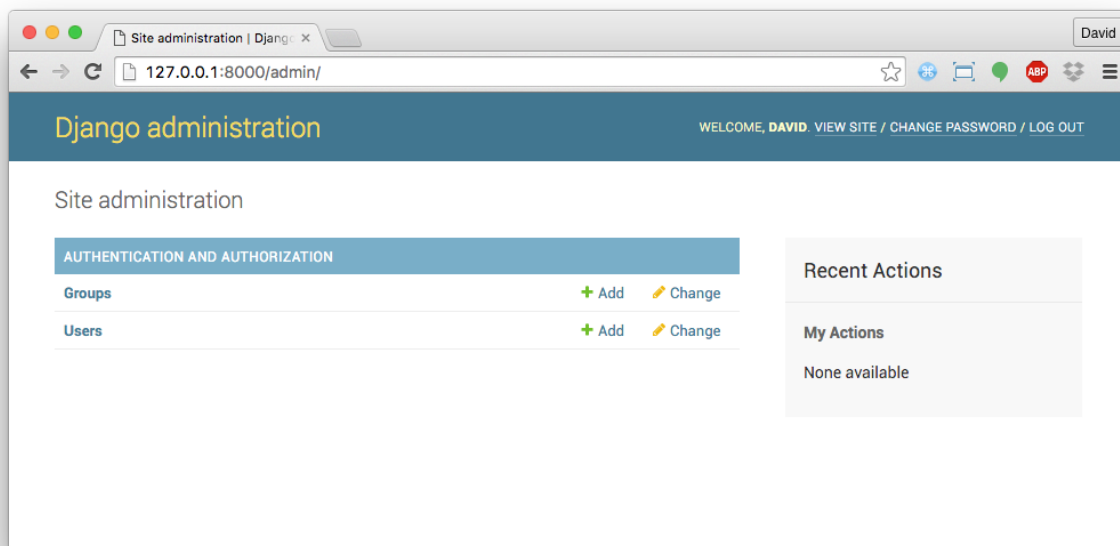 Site administration | Djang
David
127.0.0.1:8000/admin/
ABP
Django administration
WELCOME, DAVID. VIEW SITE / CHANGE PASSWORD / LOG OUT
Site administration
AUTHENTICATION AND AUTHORIZATION
Groups + Add Change
Users + Add Change
Recent Actions
My Actions
None available